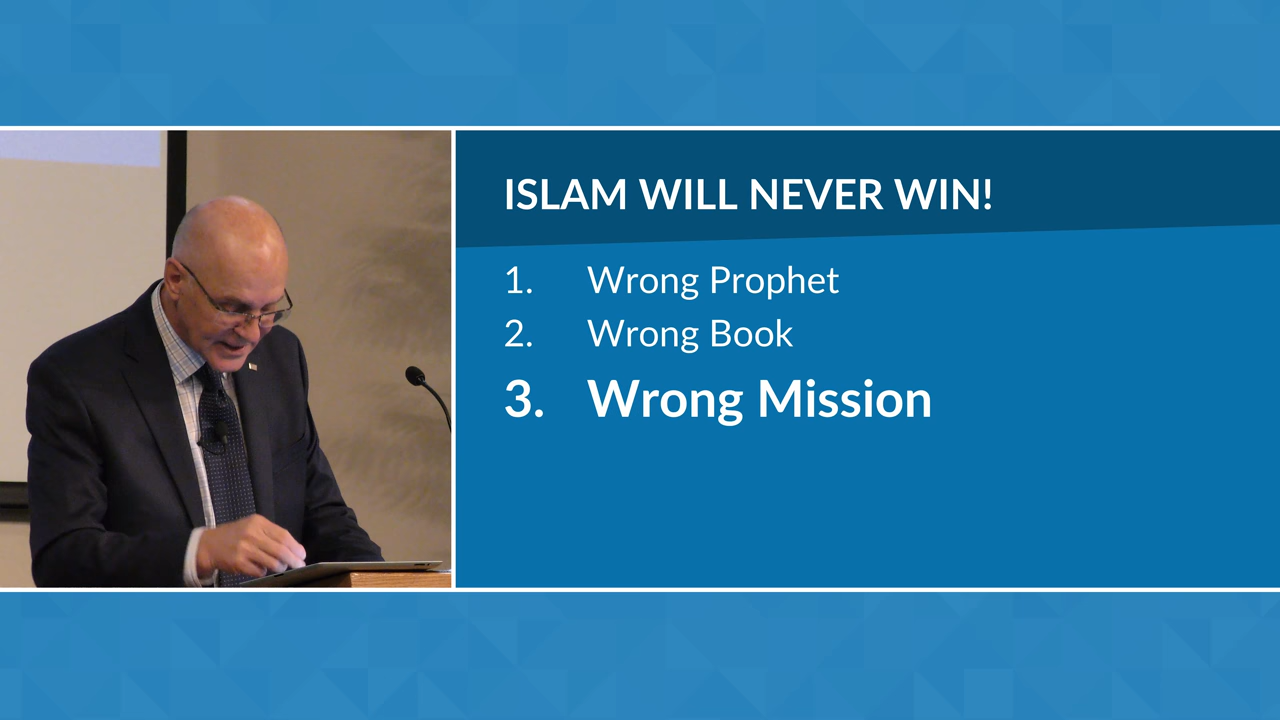 ISLAM WILL NEVER WIN!
1. Wrong Prophet
2. Wrong Book
3. Wrong Mission